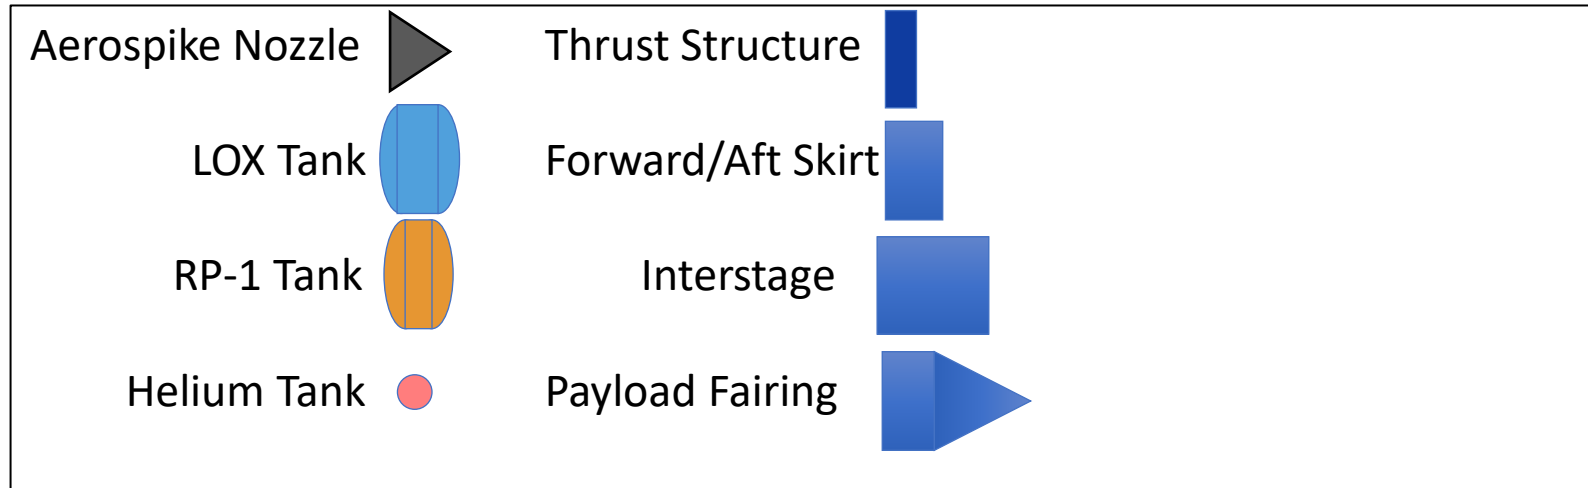 Aerospike Nozzle
Thrust Structure
LOX Tank
Forward/Aft Skirt
RP-1 Tank
Interstage
Helium Tank
Payload Fairing